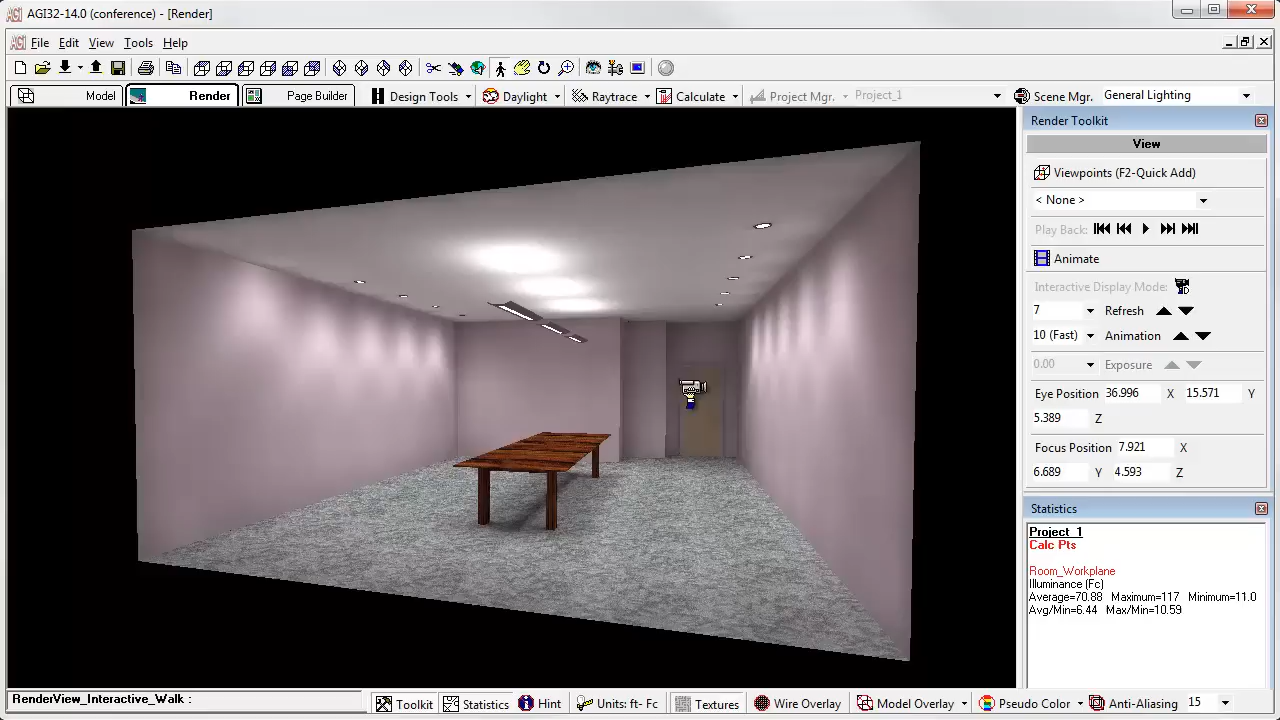 AGI32-14.0 (conference) - [Render]
File Edit View Tools Help
Model Render Page Builder Design Tools Daylight Raytrace Calculate Project Mgr. Project_1 Scene Mgr. General Lighting
Render Toolkit
View
Viewpoints (F2-Quick Add)
< None >
Play Back:
Animate
Interactive Display Mode:
7 Refresh
10 (Fast) Animation
0.00 Exposure
Eye Position 36.996 X 15.571 Y
5.389 Z
Focus Position 7.921 X
6.689 Y 4.593 Z
Statistics
Project_1
Calc Pts
Room_Workplane
Illuminance (Fc)
Average=70.88 Maximum=117 Minimum=11.0
Avg/Min=6.44 Max/Min=10.59
RenderView_Interactive_Walk :
Toolkit Statistics Hint Units: ft- Fc Textures Wire Overlay Model Overlay Pseudo Color Anti-Aliasing 15